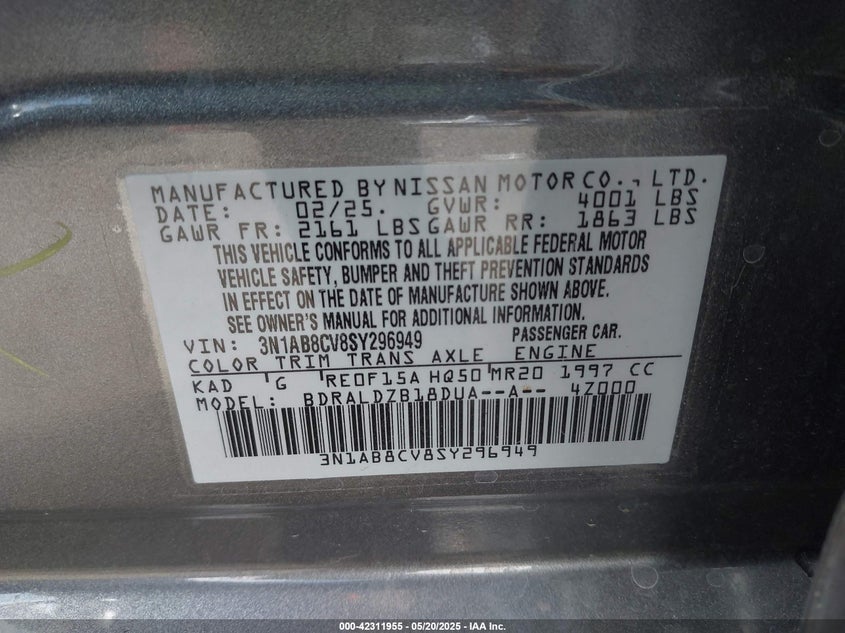 MANUFACTURED BY NISSAN MOTOR CO., LTD.
DATE: 02/25. GVWR: 4001 LBS
GAWR FR: 2161 LBS GAWR RR: 1863 LBS
THIS VEHICLE CONFORMS TO ALL APPLICABLE FEDERAL MOTOR
VEHICLE SAFETY, BUMPER AND THEFT PREVENTION STANDARDS
IN EFFECT ON THE DATE OF MANUFACTURE SHOWN ABOVE.
SEE OWNER'S MANUAL FOR ADDITIONAL INFORMATION.
VIN: 3N1AB8CV8SY296949 PASSENGER CAR.
COLOR TRIM TRANS AXLE ENGINE
KAD G RE0F15A HQ50 MR20 1997 CC
MODEL: BDRALDZB18DUA--A-- 4Z000
3N1AB8CV8SY296949
000-42311955 | 05/20/2025 - IAA Inc.